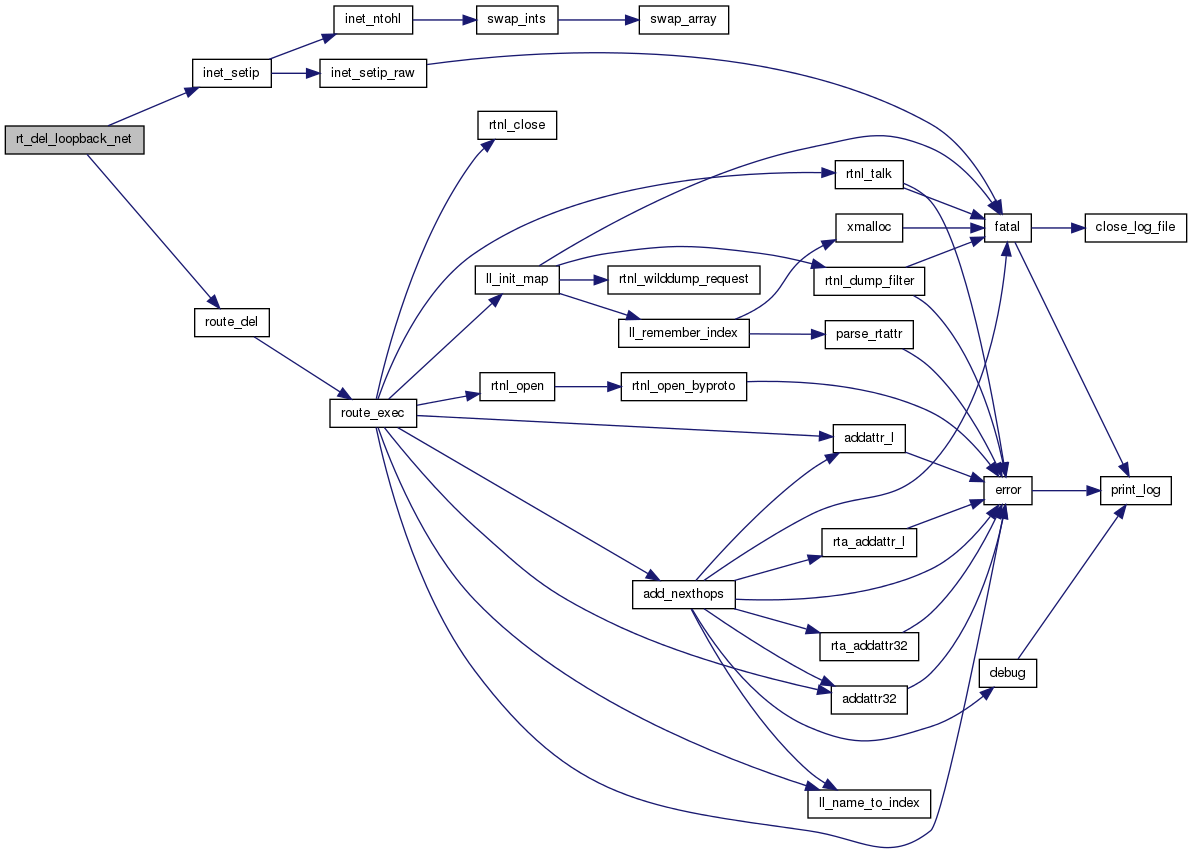 inet_ntohl
swap_ints
swap_array
inet_setip
inet_setip_raw
rtnl_close
rt_del_loopback_net
rtnl_talk
xmalloc
fatal
close_log_file
ll_init_map
rtnl_wilddump_request
rtnl_dump_filter
route_del
ll_remember_index
parse_rtattr
rtnl_open
rtnl_open_byproto
route_exec
addattr_l
error
print_log
rta_addattr_l
add_nexthops
rta_addattr32
debug
addattr32
ll_name_to_index